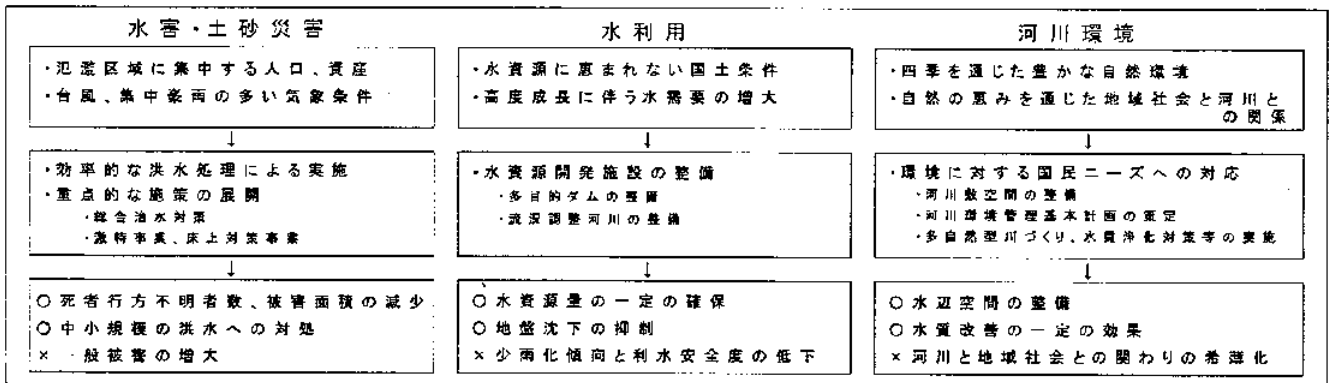 水害・土砂災害
・氾濫区域に集中する人口、資産
・台風、集中豪雨の多い気象条件
↓
・効率的な洪水処理による実施
・重点的な施策の展開
・総合治水対策
・激特事業、床上対策事業
↓
○死者行方不明者数、被害面積の減少
○中小規模の洪水への対処
×一般被害の増大
水利用
・水資源に恵まれない国土条件
・高度成長に伴う水需要の増大
↓
・水資源開発施設の整備
・多目的ダムの整備
・流況調整河川の整備
↓
○水資源量の一定の確保
○地盤沈下の抑制
×少雨化傾向と利水安全度の低下
河川環境
・四季を通じた豊かな自然環境
・自然の恵みを通じた地域社会と河川と
の関係
↓
・環境に対する国民ニーズへの対応
・河川敷空間の整備
・河川環境管理基本計画の策定
・多自然型川づくり、水質浄化対策等の実施
↓
○水辺空間の整備
○水質改善の一定の効果
×河川と地域社会との関わりの希薄化